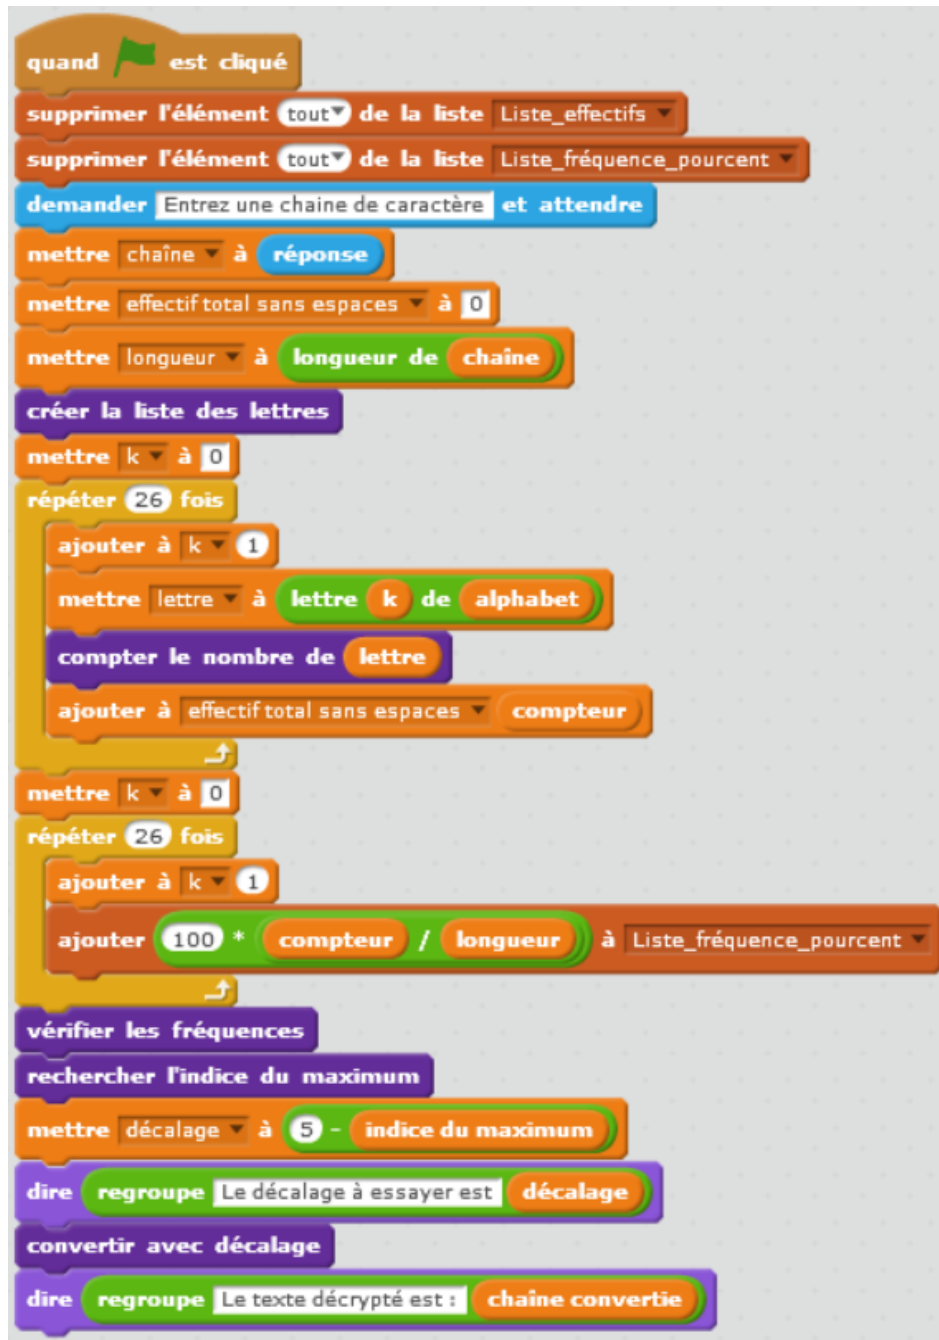 quand est cliqué
supprimer l'élément tout de la liste Liste_effectifs
supprimer l'élément tout de la liste Liste_fréquence_pourcent
demander Entrez une chaine de caractère et attendre
mettre chaîne à réponse
mettre effectif total sans espaces à 0
mettre longueur à longueur de chaîne
créer la liste des lettres
mettre k à 0
répéter 26 fois
ajouter à k 1
mettre lettre à lettre k de alphabet
compter le nombre de lettre
ajouter à effectif total sans espaces compteur
mettre k à 0
répéter 26 fois
ajouter à k 1
ajouter 100 * compteur / longueur à Liste_fréquence_pourcent
vérifier les fréquences
rechercher l'indice du maximum
mettre décalage à 5 - indice du maximum
dire regroupe Le décalage à essayer est décalage
convertir avec décalage
dire regroupe Le texte décrypté est : chaîne convertie